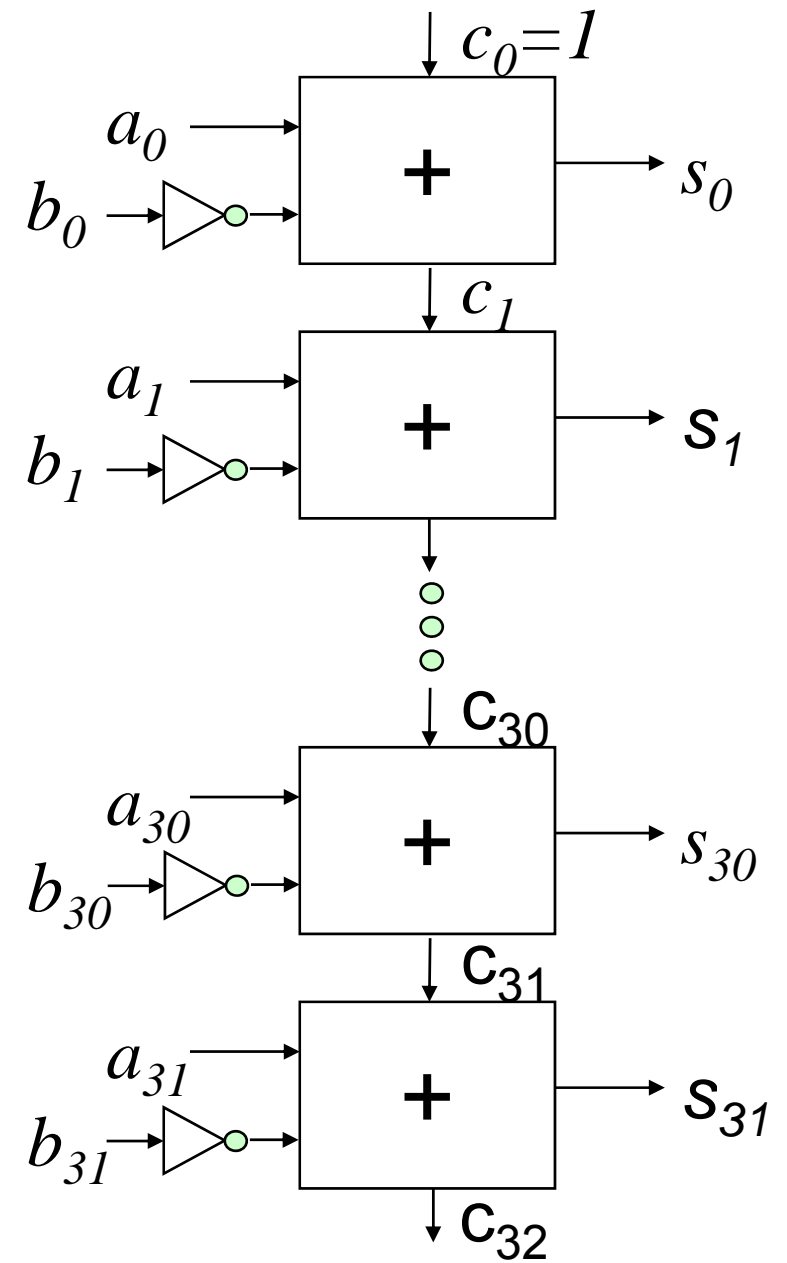 c₀=1
a₀
b₀
+
s₀
c₁
a₁
b₁
+
s₁
c₃₀
a₃₀
b₃₀
+
s₃₀
c₃₁
a₃₁
b₃₁
+
s₃₁
c₃₂